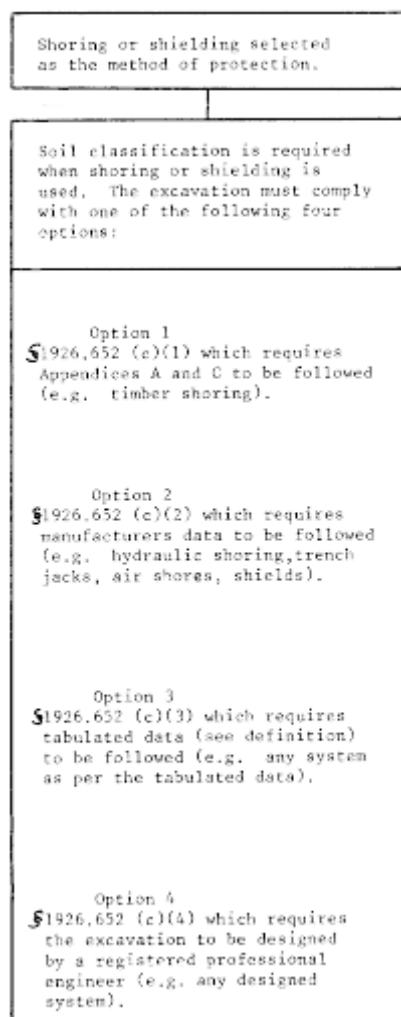 Shoring or shielding selected
as the method of protection.
Soil classification is required
when shoring or shielding is
used. The excavation must comply
with one of the following four
options:
Option 1
§1926.652 (c)(1) which requires
Appendices A and C to be followed
(e.g. timber shoring).
Option 2
§1926.652 (c)(2) which requires
manufacturers data to be followed
(e.g. hydraulic shoring,trench
jacks, air shores, shields).
Option 3
§1926.652 (c)(3) which requires
tabulated data (see definition)
to be followed (e.g. any system
as per the tabulated data).
Option 4
§1926.652 (c)(4) which requires
the excavation to be designed
by a registered professional
engineer (e.g. any designed
system).